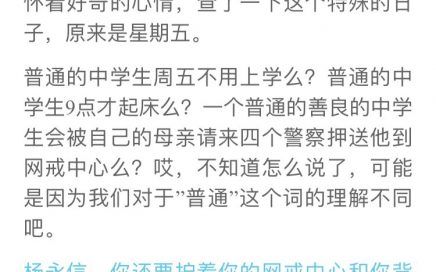 怀着好奇的心情，查了一下这个特殊的日
子，原来是星期五。
普通的中学生周五不用上学么？普通的中
学生9点才起床么？一个普通的善良的中学
生会被自己的母亲请来四个警察押送他到
网戒中心么？哎，不知道怎么说了，可能
是因为我们对于”普通”这个词的理解不同
吧。
杨永信，你还要护着你的网戒中心和你背